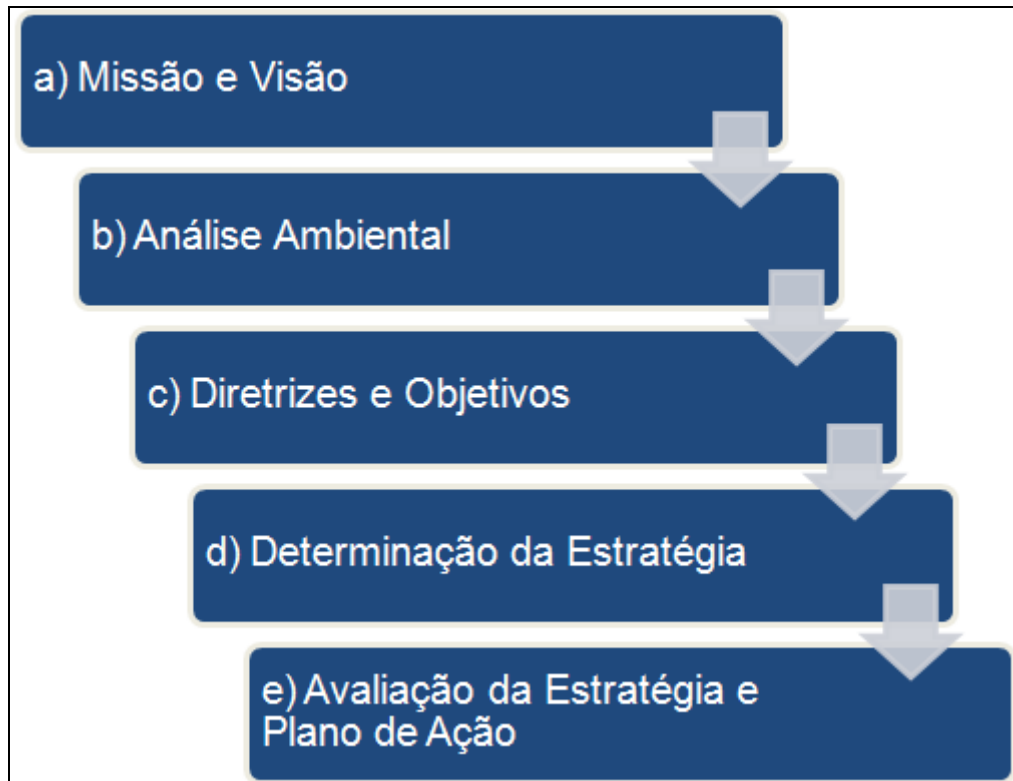 a) Missão e Visão
b) Análise Ambiental
c) Diretrizes e Objetivos
d) Determinação da Estratégia
e) Avaliação da Estratégia e
Plano de Ação